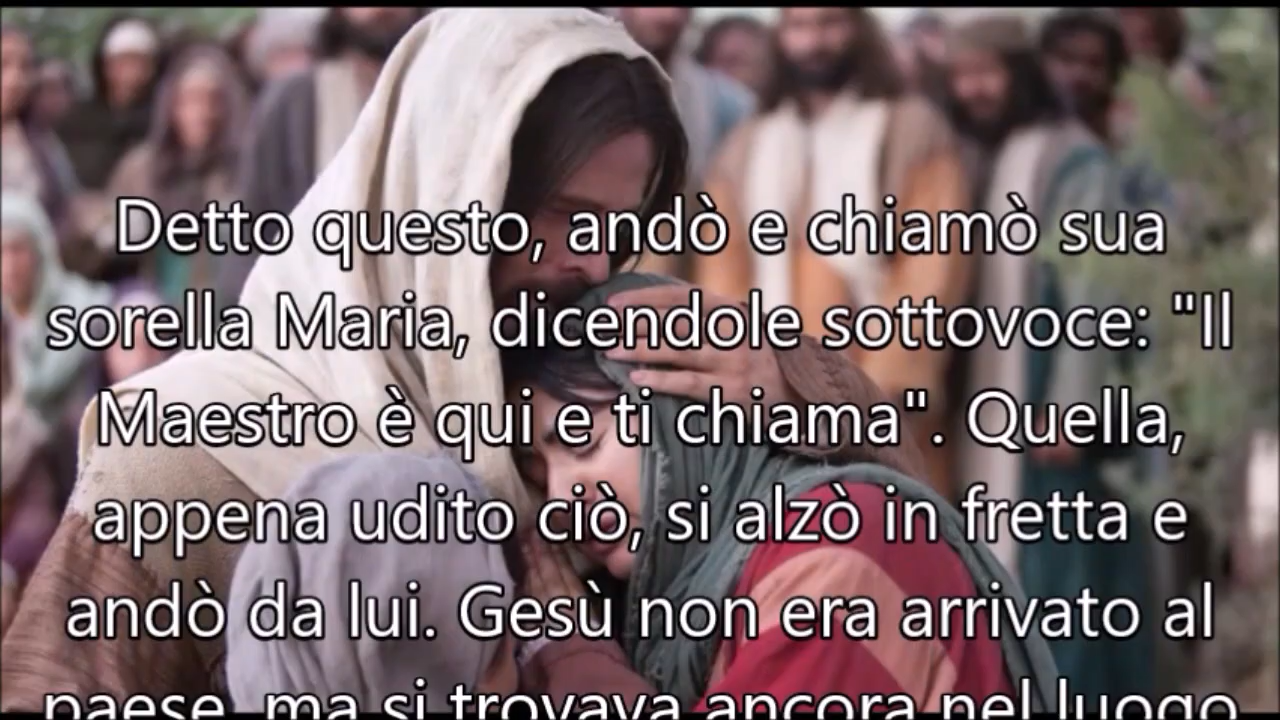 Detto questo, andò e chiamò sua
sorella Maria, dicendole sottovoce: "Il
Maestro è qui e ti chiama". Quella,
appena udito ciò, si alzò in fretta e
andò da lui. Gesù non era arrivato al
paese, ma si trovava ancora nel luogo